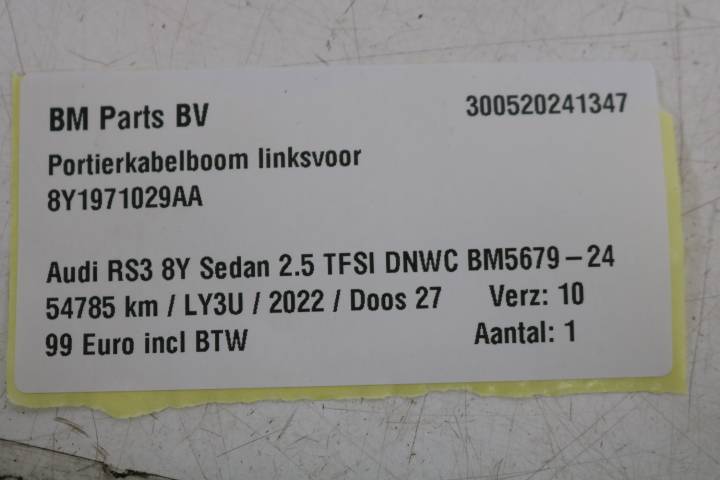 BM Parts BV 300520241347
Portierkabelboom linksvoor
8Y1971029AA
Audi RS3 8Y Sedan 2.5 TFSI DNWC BM5679-24
54785 km / LY3U / 2022 / Doos 27 Verz: 10
99 Euro incl BTW Aantal: 1